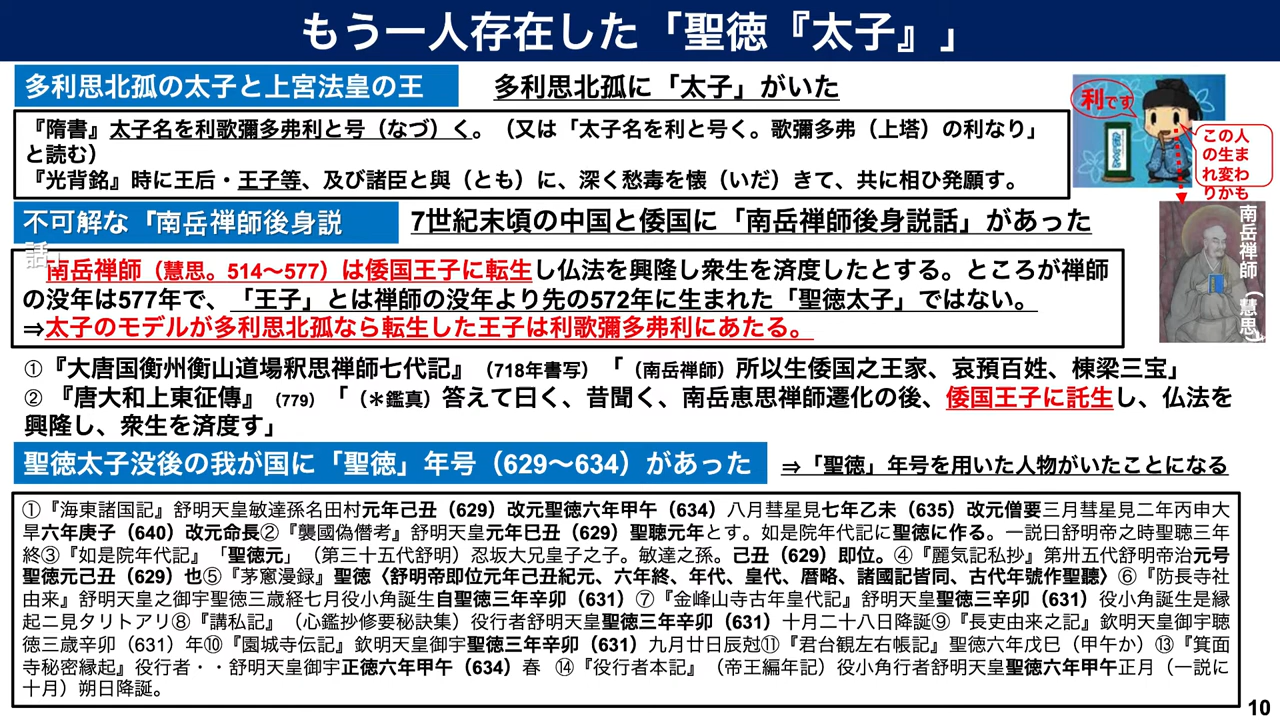 もう一人存在した「聖徳『太子』」
多利思北孤の太子と上宮法皇の王
多利思北孤に「太子」がいた
『隋書』太子名を利歌彌多弗利と号（なづ）く。（又は「太子名を利と号く。歌彌多弗（上塔）の利なり」
と読む）
『光背銘』時に王后・王子等、及び諸臣と與（とも）に、深く愁毒を懐（いだ）きて、共に相ひ発願す。
利です
この人
の生ま
れ変わ
りかも
不可解な「南岳禅師後身説
話」
7世紀末頃の中国と倭国に「南岳禅師後身説話」があった
南岳禅師（慧思）
南岳禅師（慧思。514～577）は倭国王子に転生し仏法を興隆し衆生を済度したとする。ところが禅師
の没年は577年で、「王子」とは禅師の没年より先の572年に生まれた「聖徳太子」ではない。
⇒太子のモデルが多利思北孤なら転生した王子は利歌彌多弗利にあたる。
①『大唐国衡州衡山道場釈思禅師七代記』（718年書写）「（南岳禅師）所以生倭国之王家、哀預百姓、棟梁三宝」
② 『唐大和上東征傳』（779）「（＊鑑真）答えて曰く、昔聞く、南岳恵思禅師遷化の後、倭国王子に託生し、仏法を
興隆し、衆生を済度す」
聖徳太子没後の我が国に「聖徳」年号（629～634）があった
⇒「聖徳」年号を用いた人物がいたことになる
①『海東諸国記』舒明天皇敏達孫名田村元年己丑（629）改元聖徳六年甲午（634）八月彗星見七年乙未（635）改元僧要三月彗星見二年丙申大
旱六年庚子（640）改元命長②『襲國偽僭考』舒明天皇元年巳丑（629）聖聴元年とす。如是院年代記に聖徳に作る。一説曰舒明帝之時聖聴三年
終③『如是院年代記』「聖徳元」（第三十五代舒明）忍坂大兄皇子之子。敏達之孫。己丑（629）即位。④『麗気記私抄』第卅五代舒明帝治元号
聖徳元己丑（629）也⑤『茅窻漫録』聖徳〈舒明帝即位元年己丑紀元、六年終、年代、皇代、暦略、諸國記皆同、古代年號作聖聽〉⑥『防長寺社
由来』舒明天皇之御宇聖徳三歳経七月役小角誕生自聖徳三年辛卯（631）⑦『金峰山寺古年皇代記』舒明天皇聖徳三辛卯（631）役小角誕生是縁
起二見タリトアリ⑧『講私記』（心鑑抄修要秘訣集）役行者舒明天皇聖徳三年辛卯（631）十月二十八日降誕⑨『長吏由来之記』欽明天皇御宇聴
徳三歳辛卯（631）年⑩『園城寺伝記』欽明天皇御宇聖徳三年辛卯（631）九月廿日辰尅⑪『君台観左右帳記』聖徳六年戊巳（甲午か）⑬『箕面
寺秘密縁起』役行者・・舒明天皇御宇正徳六年甲午（634）春 ⑭『役行者本記』（帝王編年記）役小角行者舒明天皇聖徳六年甲午正月（一説に
十月）朔日降誕。
10